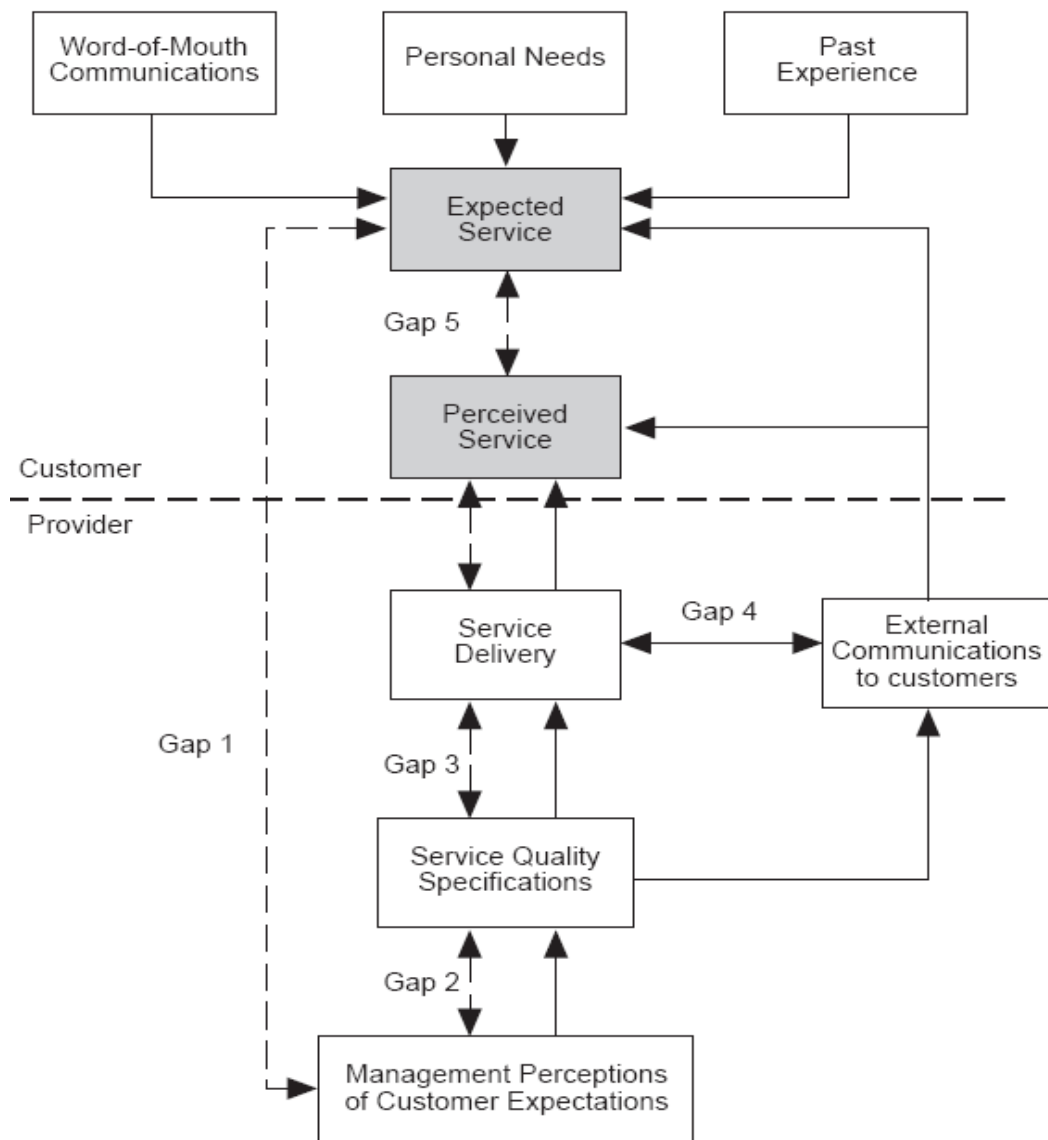 Word-of-Mouth
Communications
Personal Needs
Past
Experience
Expected
Service
Gap 5
Perceived
Service
Customer
Provider
Service
Delivery
Gap 4
External
Communications
to customers
Gap 1
Gap 3
Service Quality
Specifications
Gap 2
Management Perceptions
of Customer Expectations